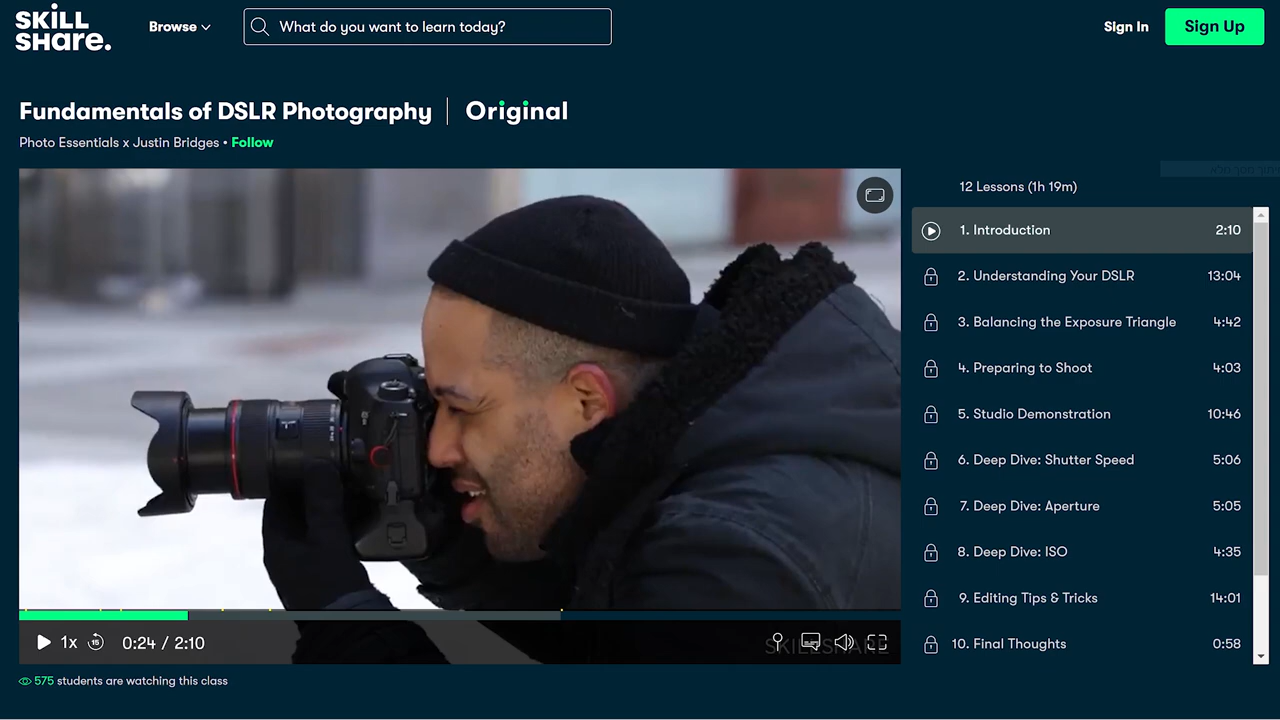 SKILL
SHARE.
Browse
What do you want to learn today?
Sign In
Sign Up
Fundamentals of DSLR Photography | Original
Photo Essentials x Justin Bridges • Follow
12 Lessons (1h 19m)
1. Introduction 2:10
2. Understanding Your DSLR 13:04
3. Balancing the Exposure Triangle 4:42
4. Preparing to Shoot 4:03
5. Studio Demonstration 10:46
6. Deep Dive: Shutter Speed 5:06
7. Deep Dive: Aperture 5:05
8. Deep Dive: ISO 4:35
9. Editing Tips & Tricks 14:01
10. Final Thoughts 0:58
1x 15 0:24 / 2:10
SKILLSHARE
575 students are watching this class